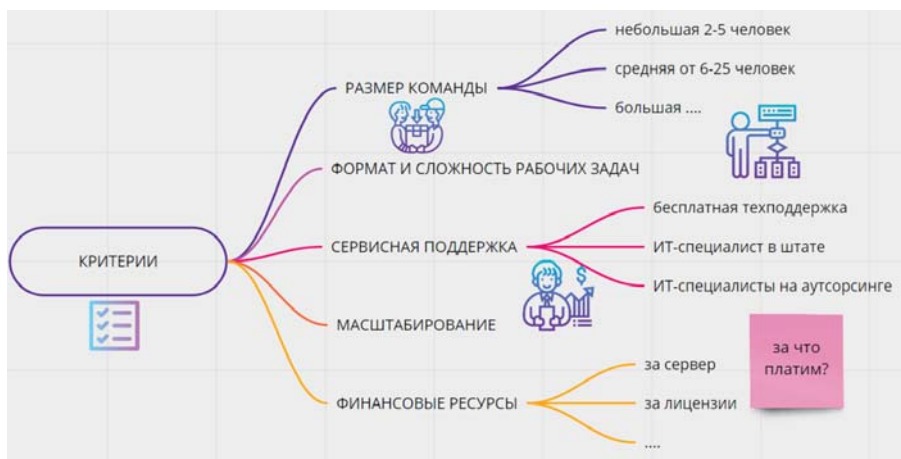 небольшая 2-5 человек
РАЗМЕР КОМАНДЫ
средняя от 6-25 человек
большая ....
ФОРМАТ И СЛОЖНОСТЬ РАБОЧИХ ЗАДАЧ
КРИТЕРИИ
СЕРВИСНАЯ ПОДДЕРЖКА
бесплатная техподдержка
ИТ-специалист в штате
ИТ-специалисты на аутсорсинге
МАСШТАБИРОВАНИЕ
ФИНАНСОВЫЕ РЕСУРСЫ
за сервер
за лицензии
....
за что
платим?